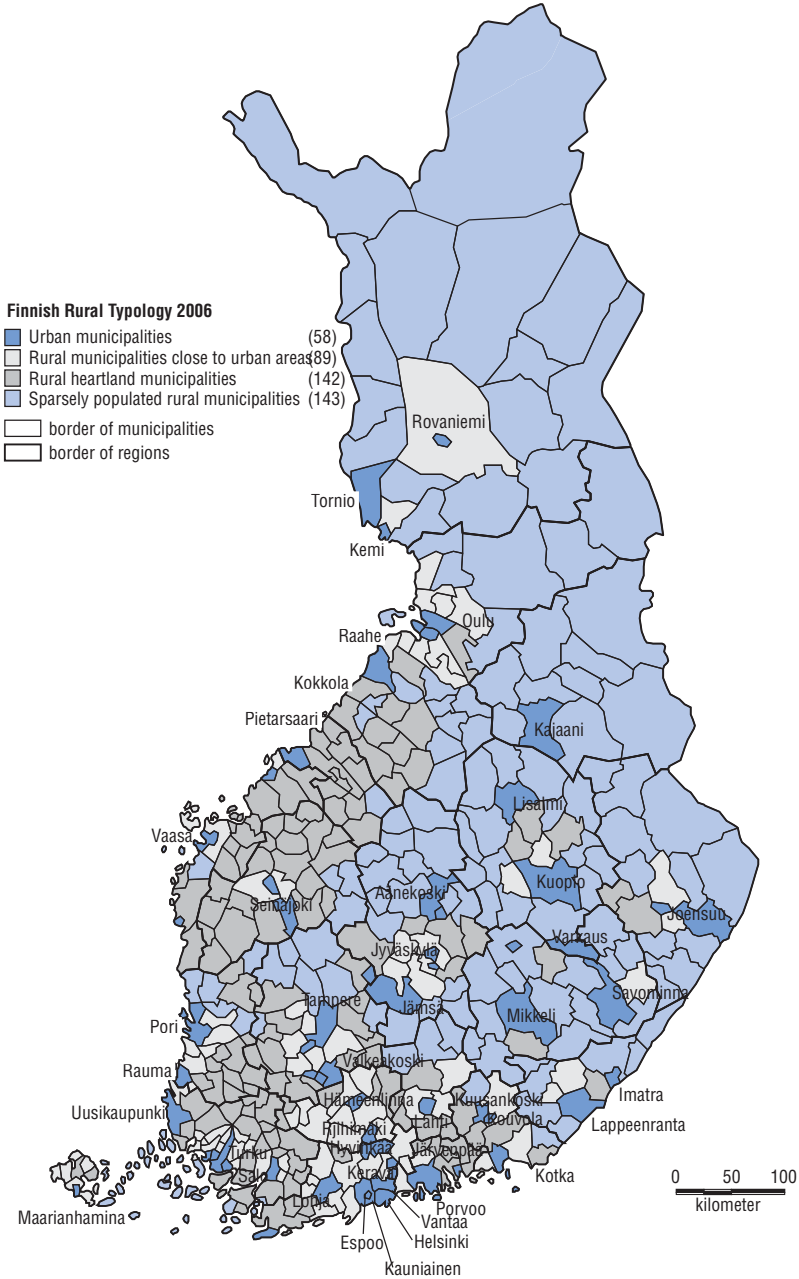 Finnish Rural Typology 2006
Urban municipalities (58)
Rural municipalities close to urban areas (89)
Rural heartland municipalities (142)
Sparsely populated rural municipalities (143)
border of municipalities
border of regions
Rovaniemi
Tornio
Kemi
Oulu
Raahe
Kokkola
Pietarsaari
Kajaani
Lisalmi
Vaasa
Kuopio
Äänekoski
Seinäjoki
Joensuu
Varkaus
Jyväskylä
Savominna
Tampere
Jämsä
Mikkeli
Pori
Valkeakoski
Rauma
Imatra
Hämeenlinna
Kuusankoski
Uusikaupunki
Lahti
Kouvola
Lappeenranta
Riihimäki
Hyvinkää
Järvenpää
Turku
Salo
Kerava
Kotka
Lohja
Porvoo
Maarianhamina
Vantaa
Espoo
Helsinki
Kauniainen
0 50 100
kilometer